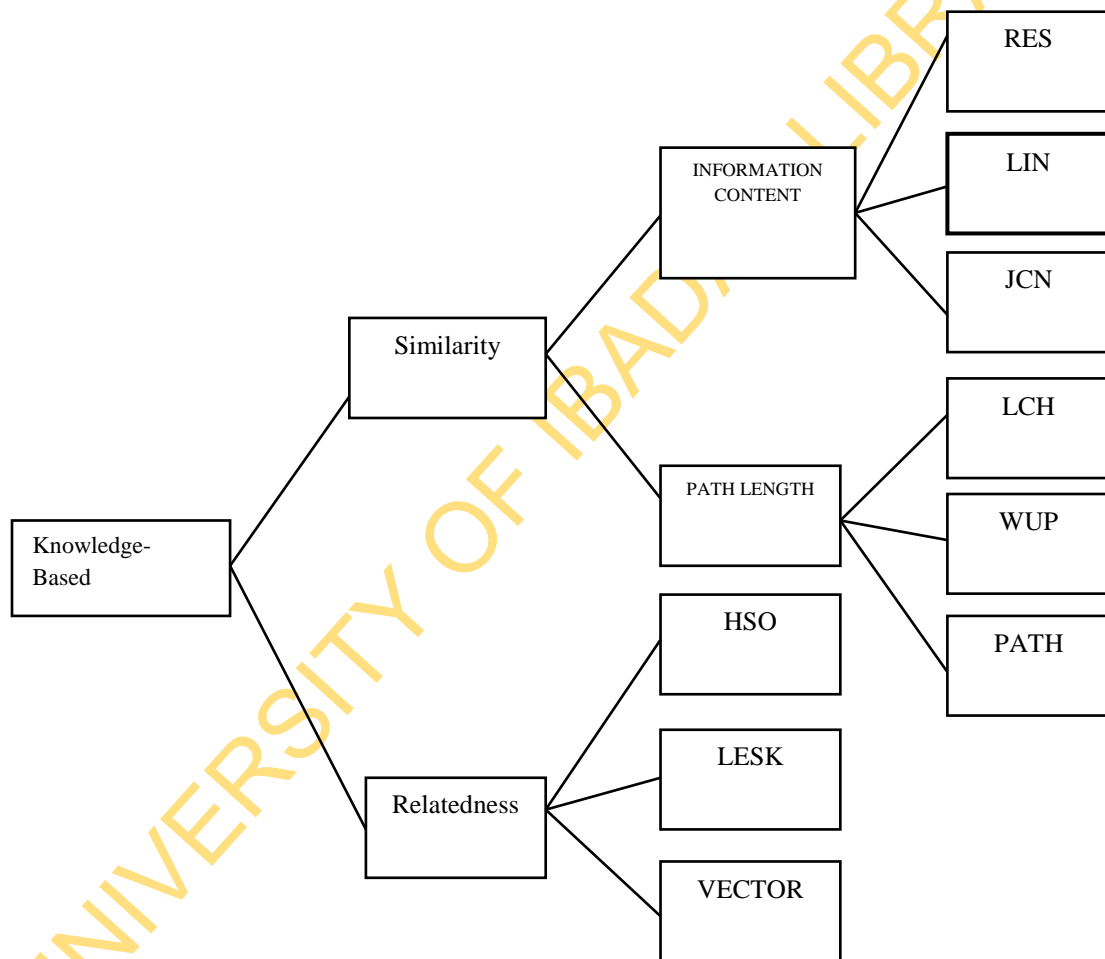 RES
INFORMATION
CONTENT
LIN
JCN
Similarity
LCH
PATH LENGTH
WUP
Knowledge-
Based
HSO
PATH
LESK
Relatedness
VECTOR
UNIVERSITY OF IBADAN LIBRA